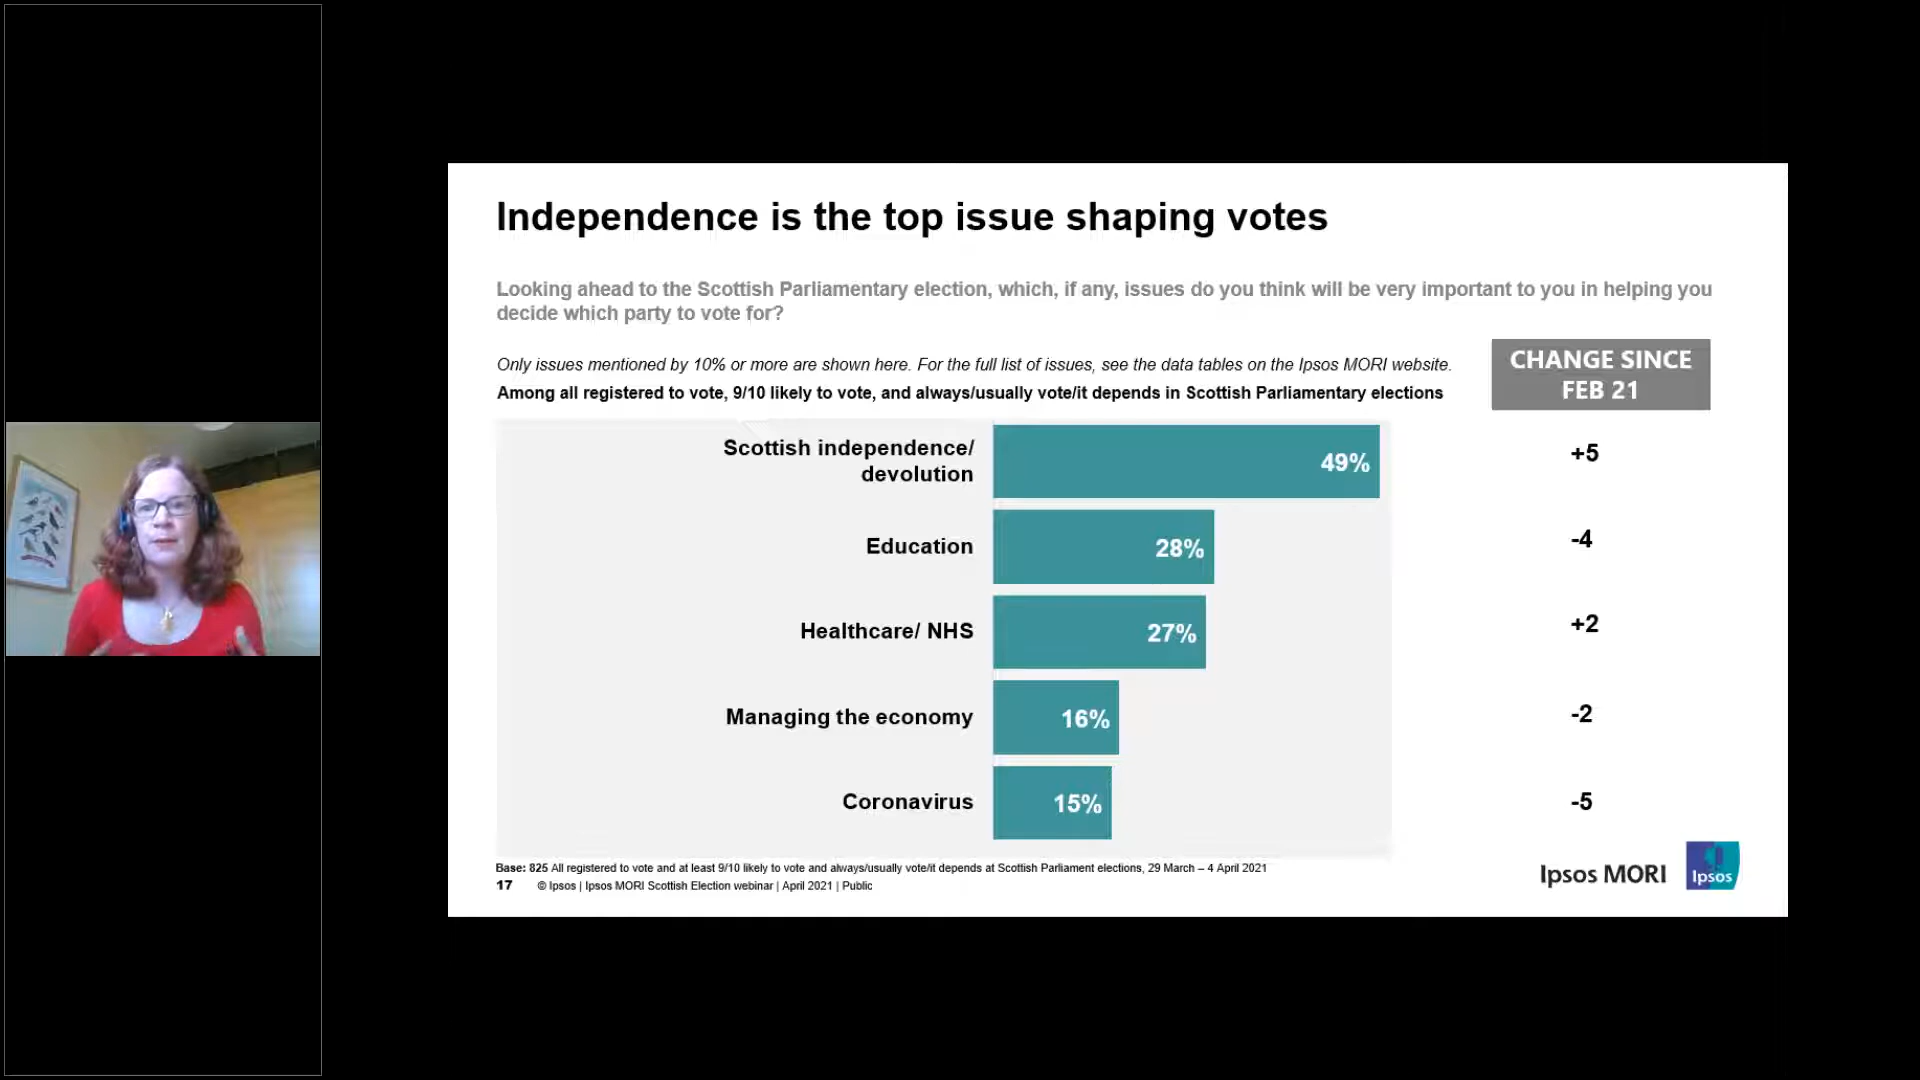 Independence is the top issue shaping votes
Looking ahead to the Scottish Parliamentary election, which, if any, issues do you think will be very important to you in helping you
decide which party to vote for?
Only issues mentioned by 10% or more are shown here. For the full list of issues, see the data tables on the Ipsos MORI website.
Among all registered to vote, 9/10 likely to vote, and always/usually vote/it depends in Scottish Parliamentary elections
CHANGE SINCE
FEB 21
Scottish independence/
devolution
49%
+5
Education
28%
-4
Healthcare/ NHS
27%
+2
Managing the economy
16%
-2
Coronavirus
15%
-5
Base: 825 All registered to vote and at least 9/10 likely to vote and always/usually vote/it depends at Scottish Parliament elections, 29 March – 4 April 2021
17 © Ipsos | Ipsos MORI Scottish Election webinar | April 2021 | Public
Ipsos MORI
Ipsos